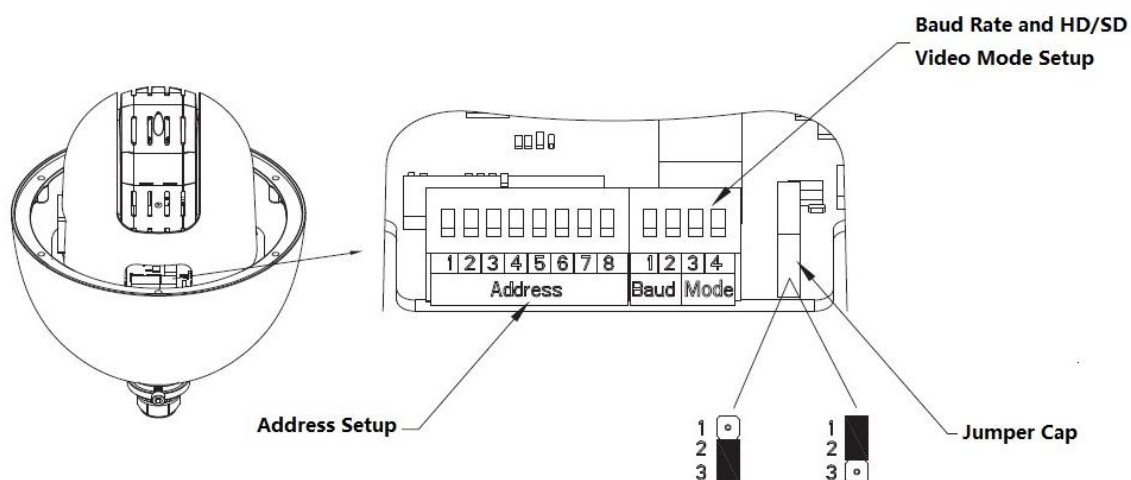 Baud Rate and HD/SD
Video Mode Setup
1 2 3 4 5 6 7 8 1 2 3 4
Address Baud Mode
Address Setup
Jumper Cap
1 1
2 2
3 3